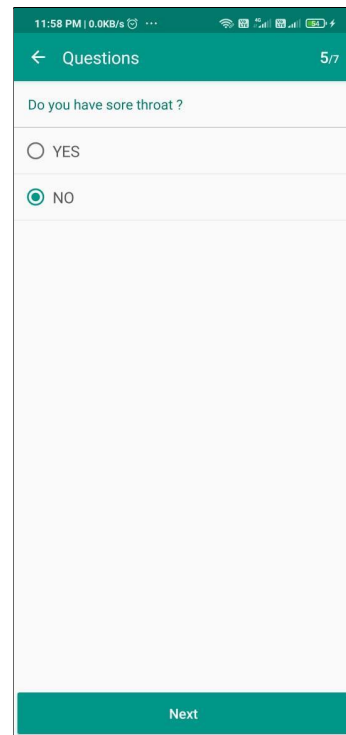 11:58 PM | 0.0KB/s ...
← Questions 5/7
Do you have sore throat ?
YES
NO
Next